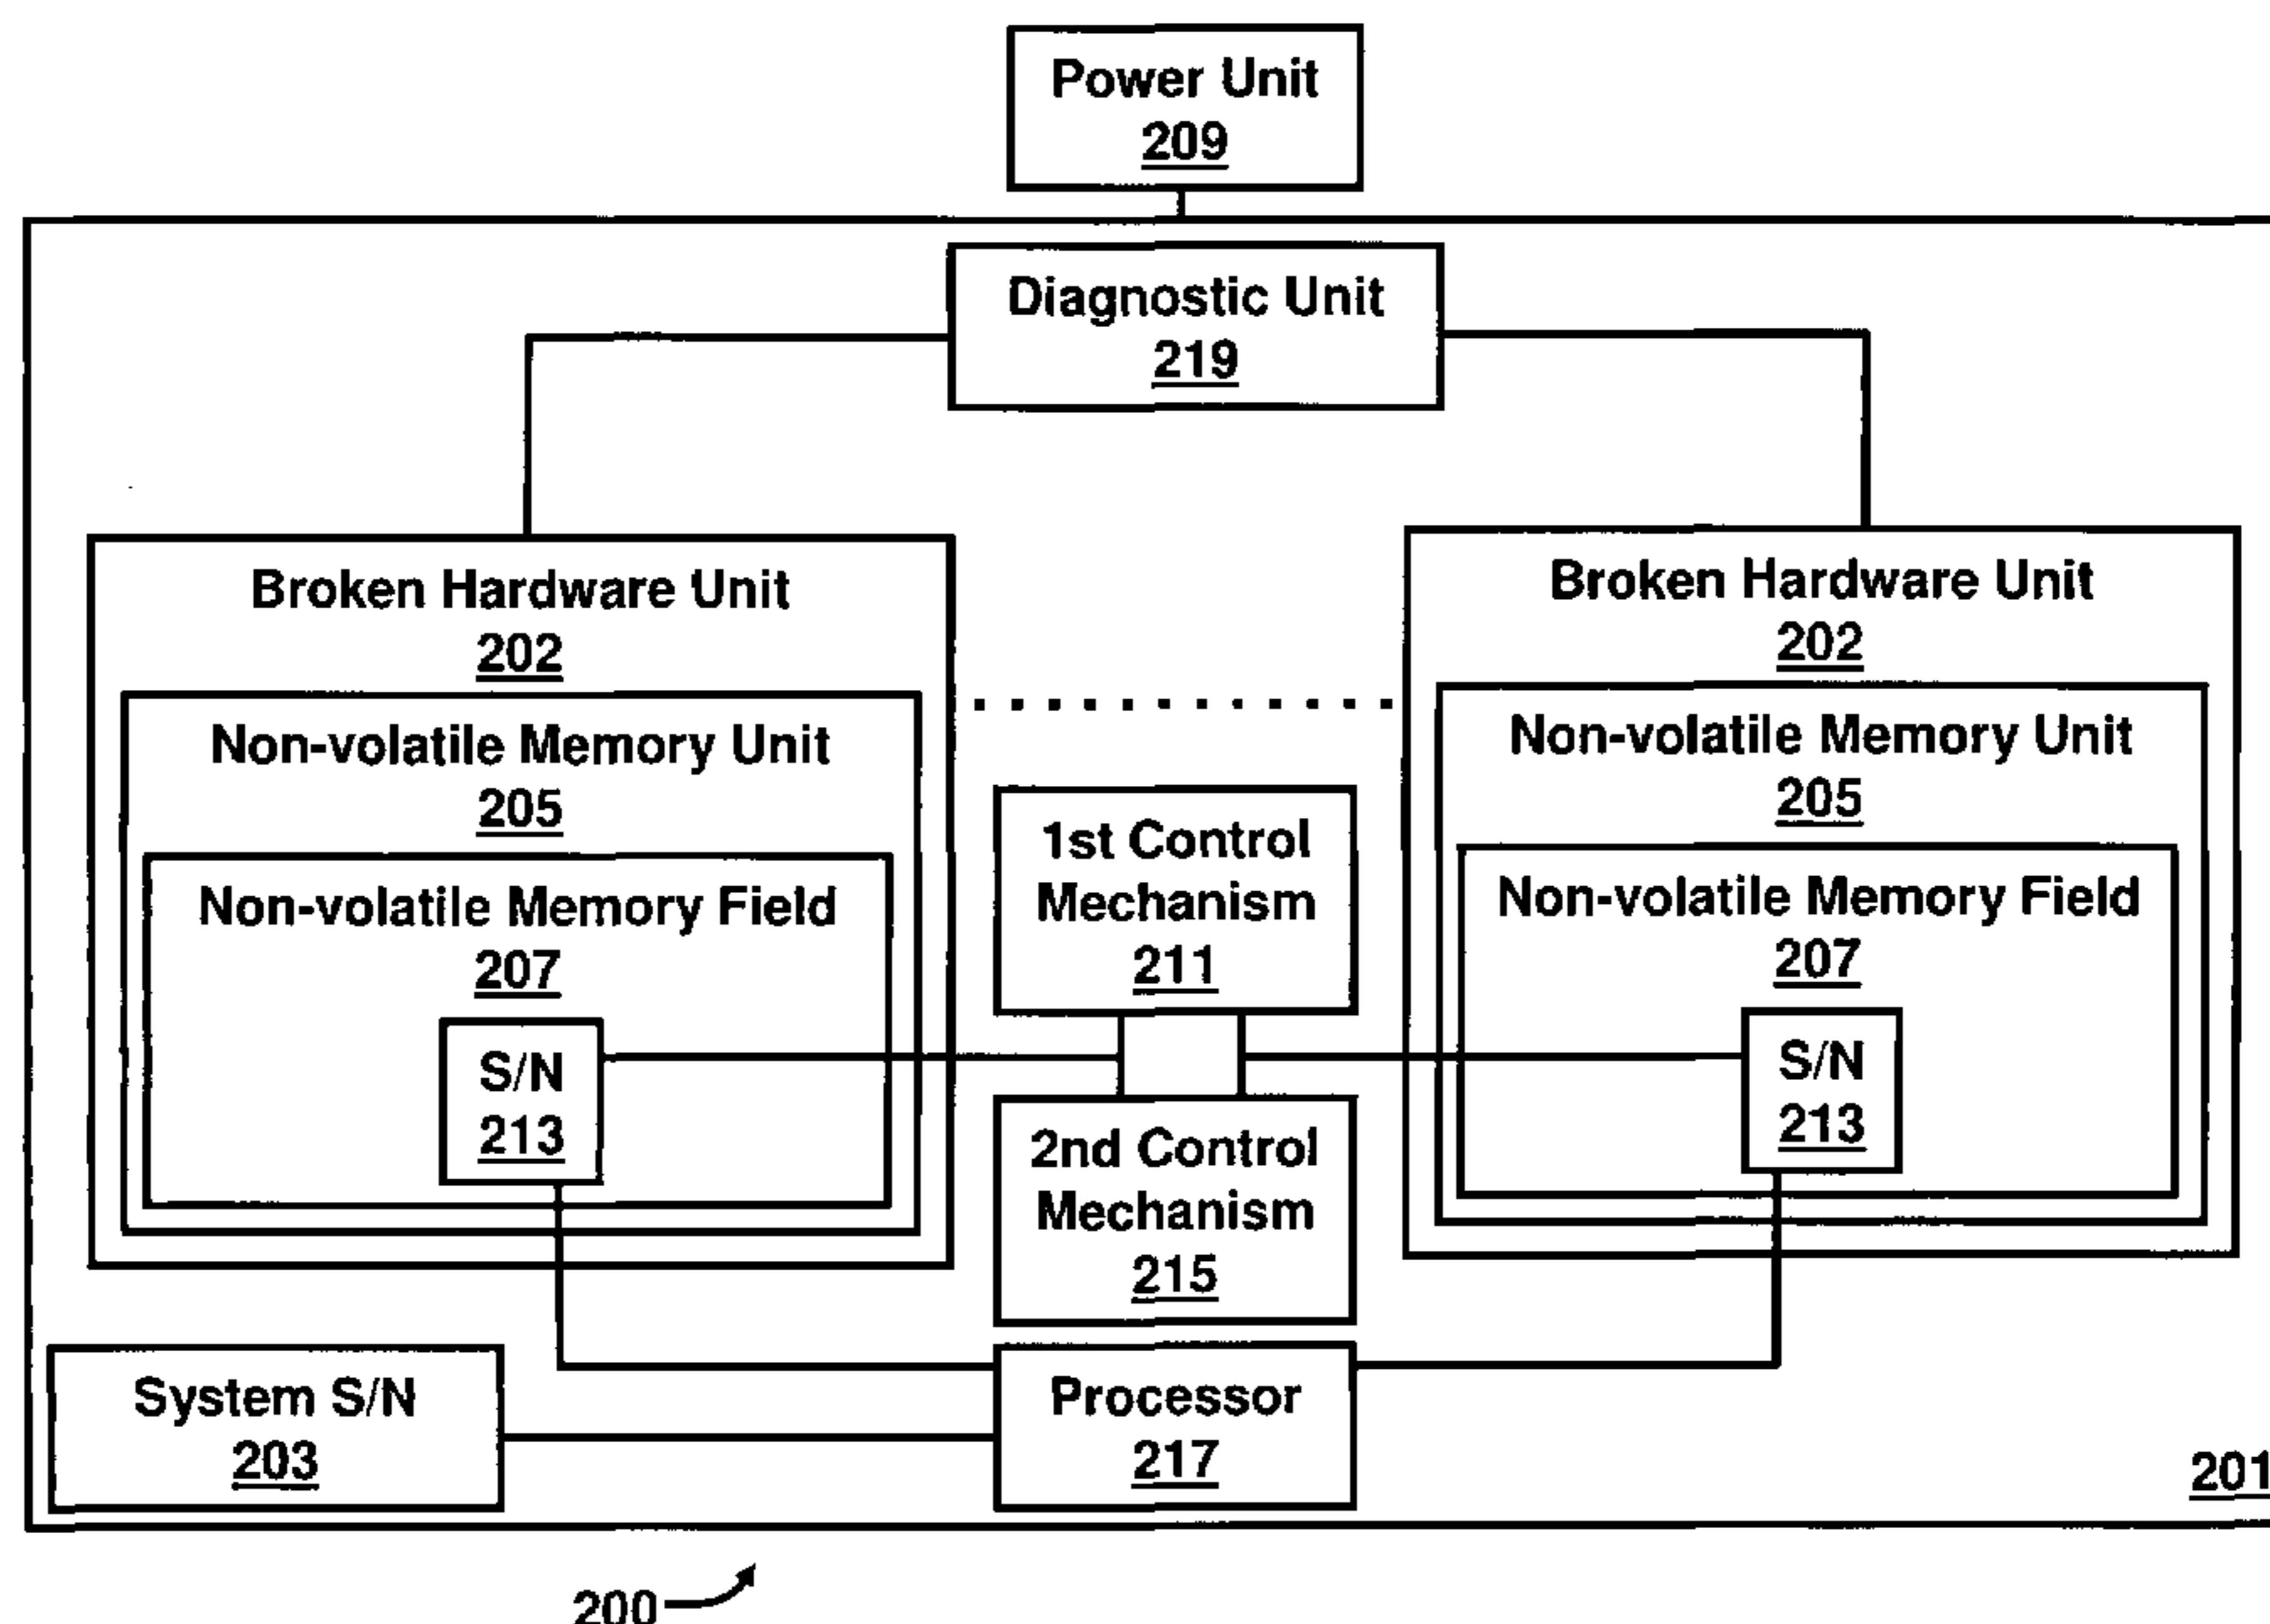 Power Unit
209
Diagnostic Unit
219
Broken Hardware Unit
202
Non-volatile Memory Unit
205
Non-volatile Memory Field
207
S/N
213
1st Control
Mechanism
211
2nd Control
Mechanism
215
Broken Hardware Unit
202
Non-volatile Memory Unit
205
Non-volatile Memory Field
207
S/N
213
System S/N
203
Processor
217
201
200